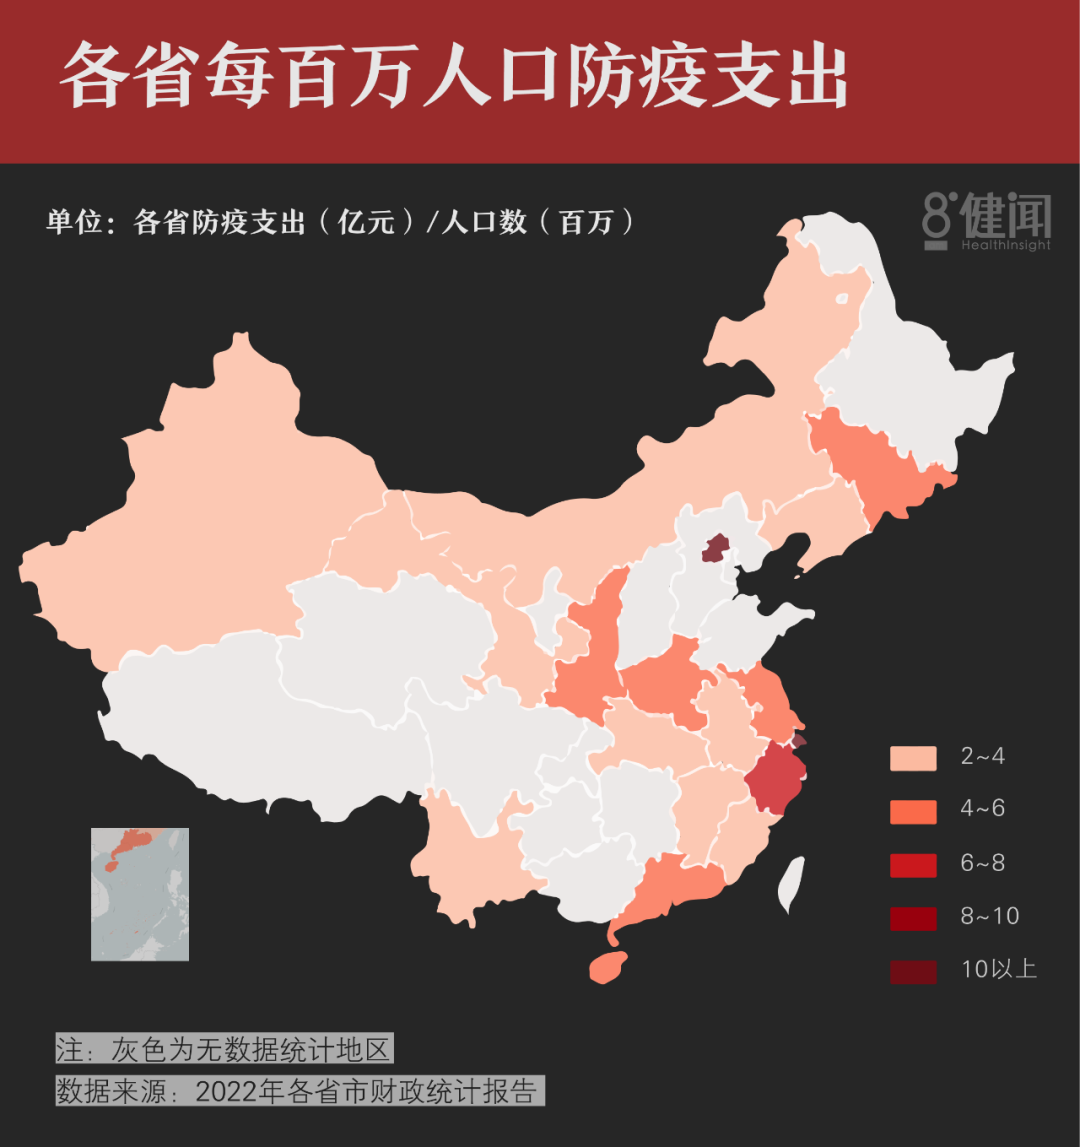 各省每百万人口防疫支出
单位：各省防疫支出（亿元）/人口数（百万）
8°健闻
HealthInsight
2~4
4~6
6~8
8~10
10以上
注：灰色为无数据统计地区
数据来源：2022年各省市财政统计报告